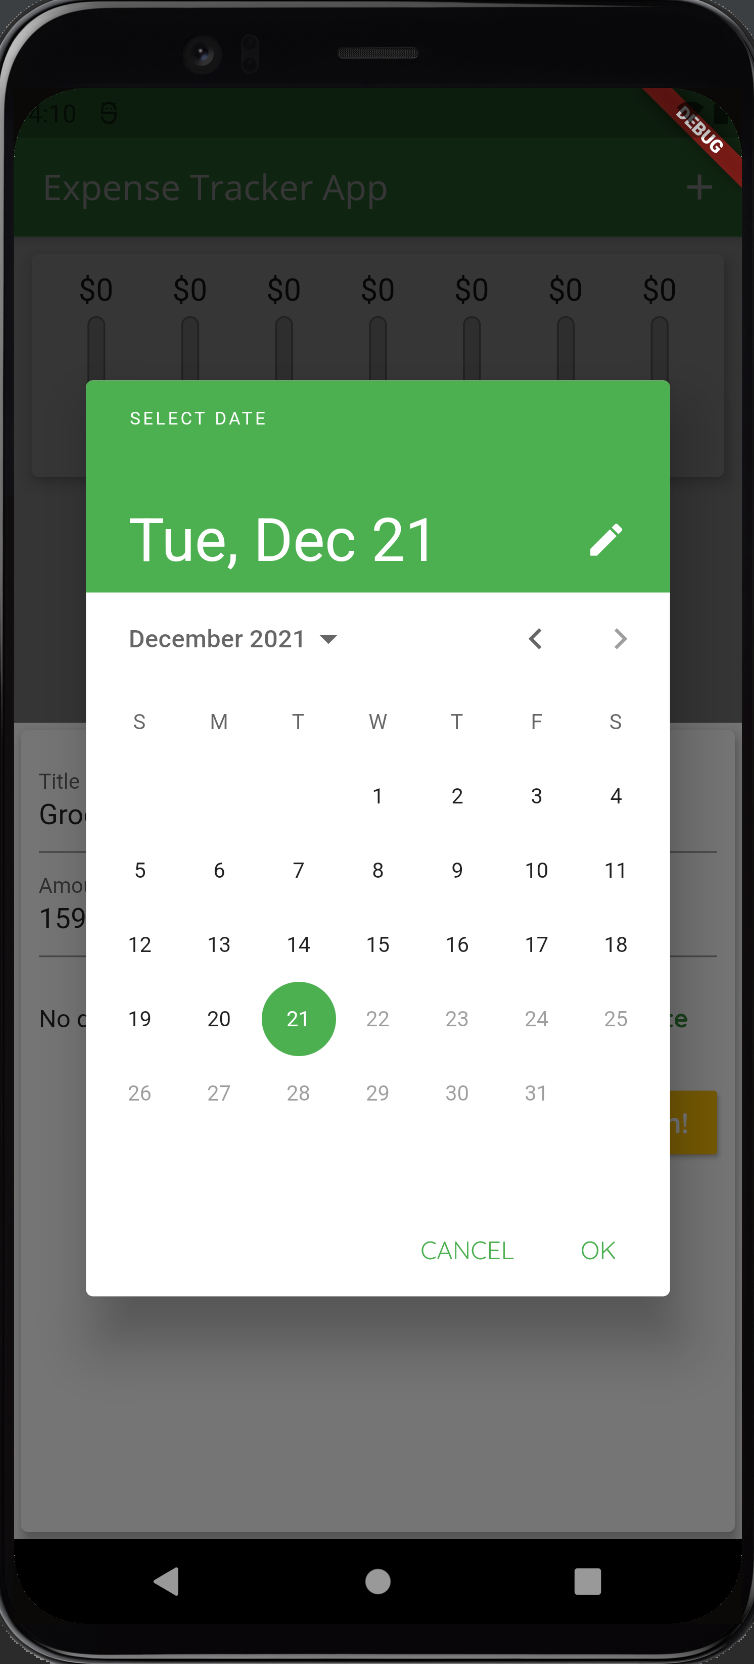 4:10
DEBUG
Expense Tracker App +
$0 $0 $0 $0 $0 $0 $0
SELECT DATE
Tue, Dec 21
December 2021
S M T W T F S
1 2 3 4
5 6 7 8 9 10 11
12 13 14 15 16 17 18
19 20 21 22 23 24 25
26 27 28 29 30 31
Title
159
CANCEL OK